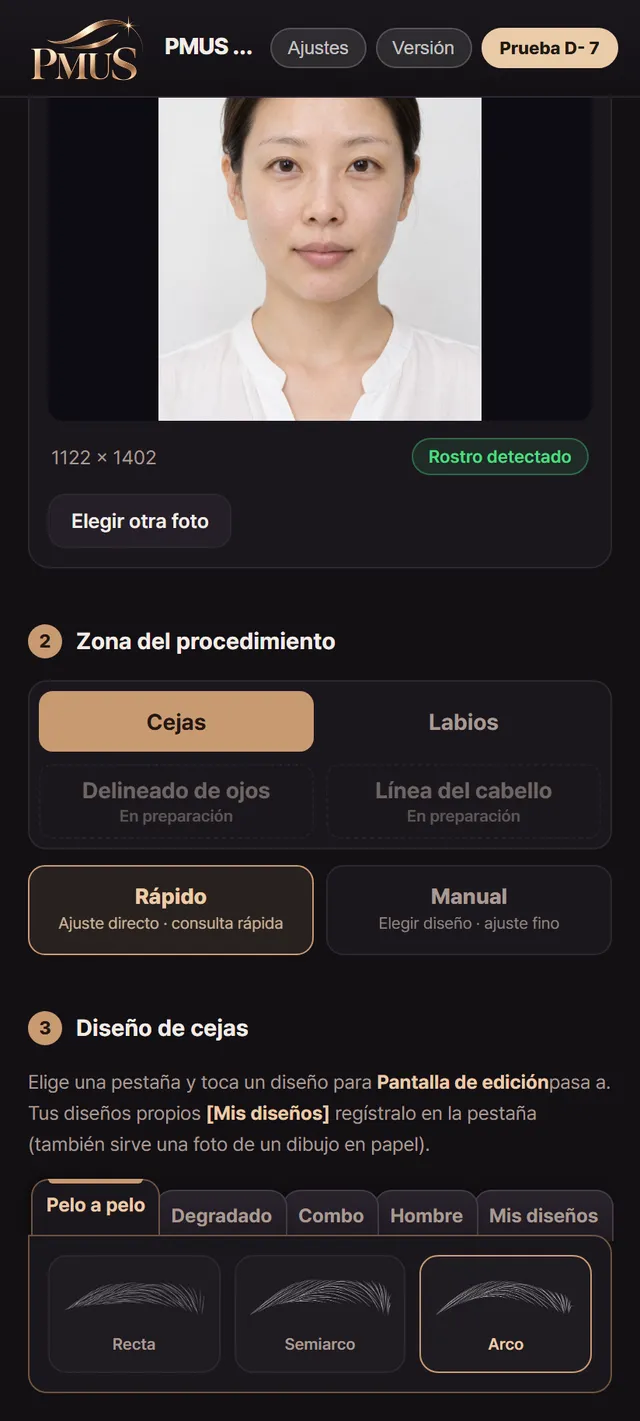 PMUS
PMUS ...
Ajustes
Versión
Prueba D- 7
1122 × 1402
Rostro detectado
Elegir otra foto
2
Zona del procedimiento
Cejas
Labios
Delineado de ojos
En preparación
Línea del cabello
En preparación
Rápido
Ajuste directo · consulta rápida
Manual
Elegir diseño · ajuste fino
3
Diseño de cejas
Elige una pestaña y toca un diseño para Pantalla de ediciónpasa a.
Tus diseños propios [Mis diseños] regístralo en la pestaña
(también sirve una foto de un dibujo en papel).
Pelo a pelo
Degradado
Combo
Hombre
Mis diseños
Recta
Semiarco
Arco